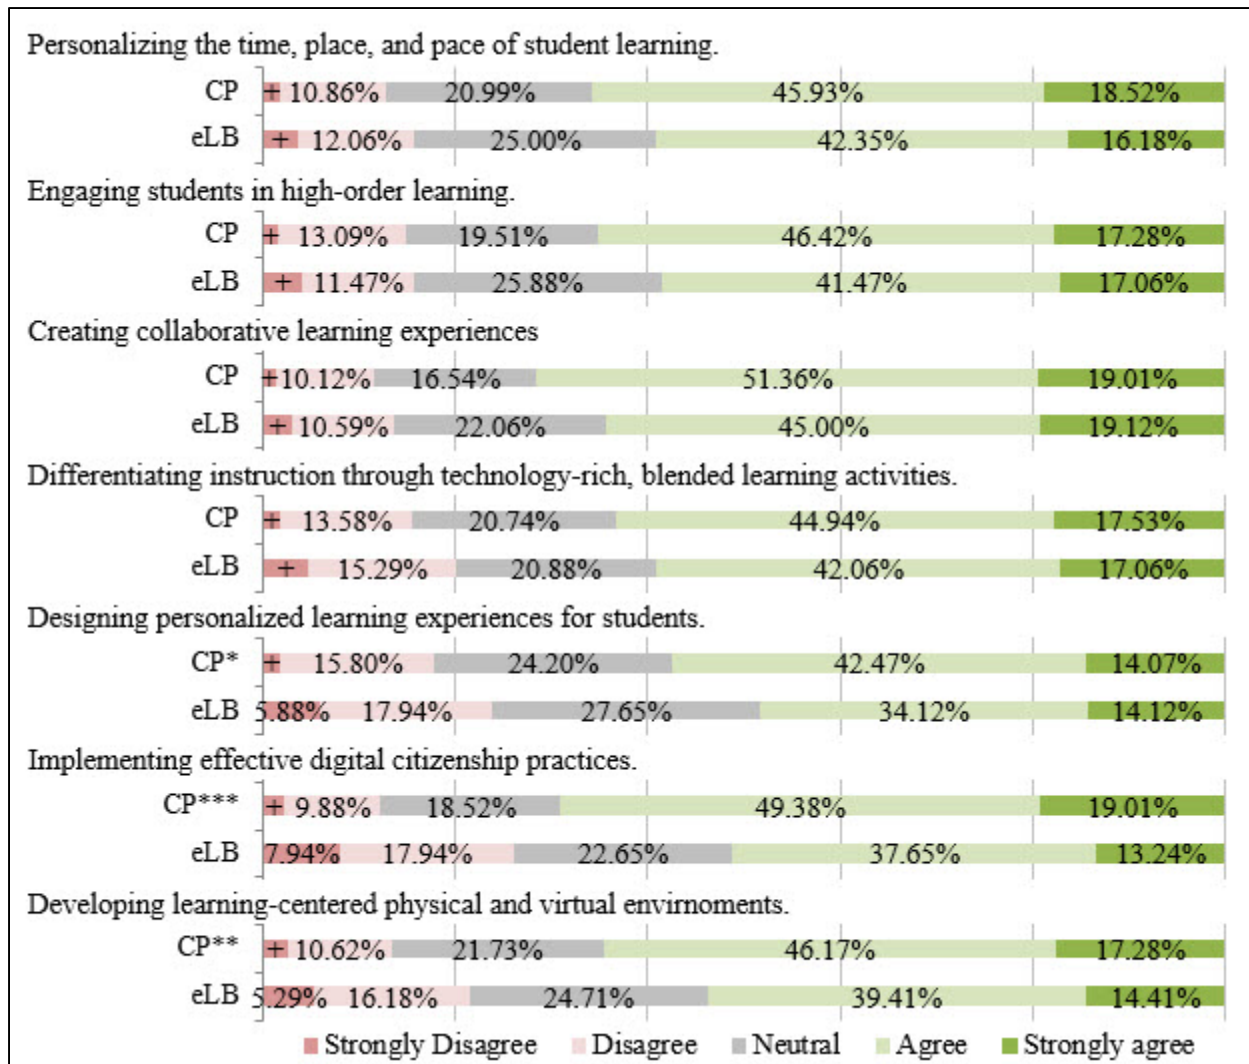 Personalizing the time, place, and pace of student learning.
CP + 10.86% 20.99% 45.93% 18.52%
eLB + 12.06% 25.00% 42.35% 16.18%
Engaging students in high-order learning.
CP + 13.09% 19.51% 46.42% 17.28%
eLB + 11.47% 25.88% 41.47% 17.06%
Creating collaborative learning experiences
CP + 10.12% 16.54% 51.36% 19.01%
eLB + 10.59% 22.06% 45.00% 19.12%
Differentiating instruction through technology-rich, blended learning activities.
CP + 13.58% 20.74% 44.94% 17.53%
eLB + 15.29% 20.88% 42.06% 17.06%
Designing personalized learning experiences for students.
CP* + 15.80% 24.20% 42.47% 14.07%
eLB 5.88% 17.94% 27.65% 34.12% 14.12%
Implementing effective digital citizenship practices.
CP*** + 9.88% 18.52% 49.38% 19.01%
eLB 7.94% 17.94% 22.65% 37.65% 13.24%
Developing learning-centered physical and virtual envirnoments.
CP** + 10.62% 21.73% 46.17% 17.28%
eLB 5.29% 16.18% 24.71% 39.41% 14.41%
Strongly Disagree Disagree Neutral Agree Strongly agree